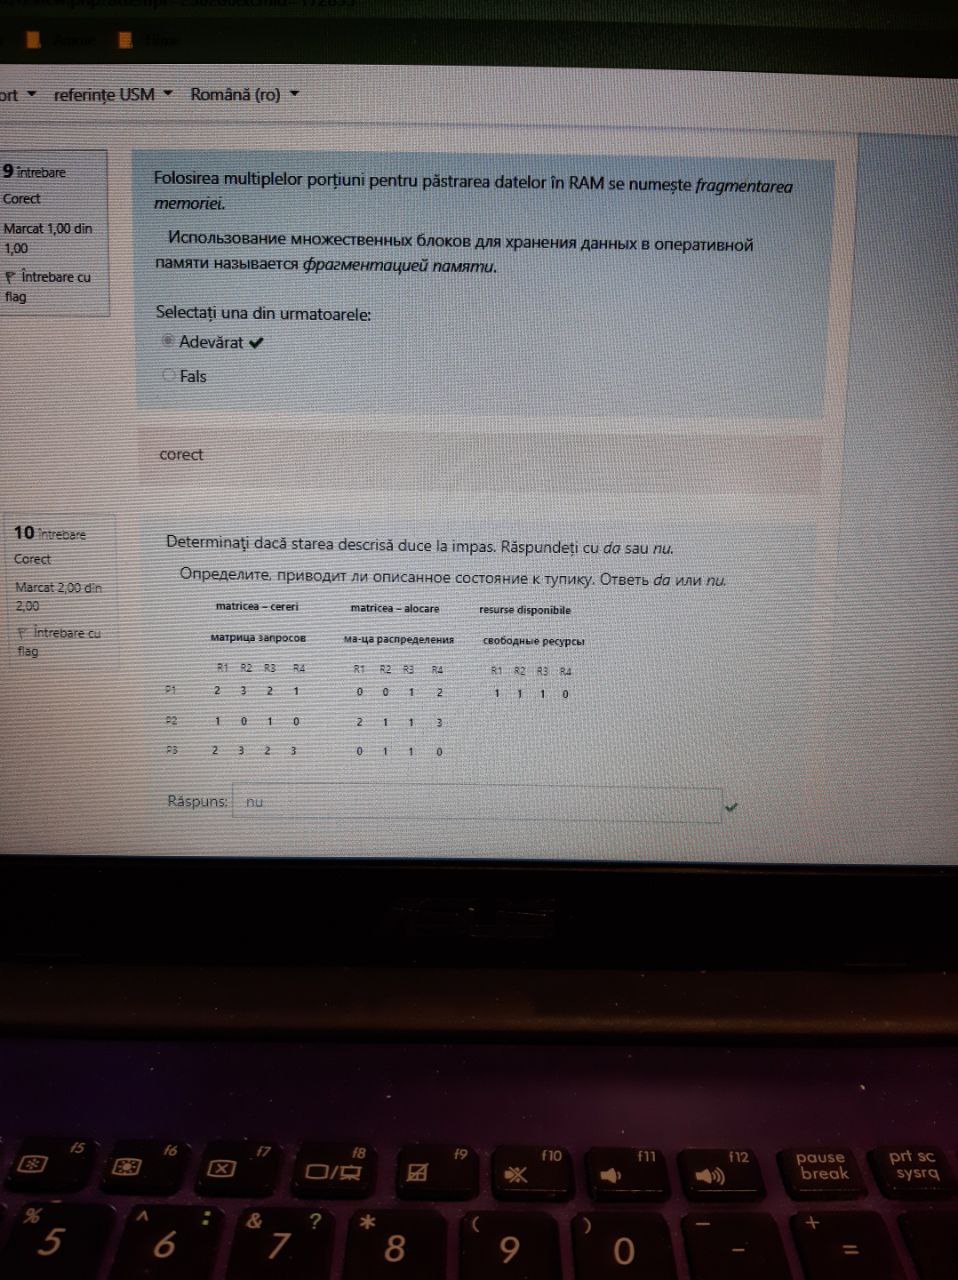 ort referințe USM Română (ro)
9 întrebare
Corect
Marcat 1,00 din
1,00
Întrebare cu
flag
Folosirea multiplelor porțiuni pentru păstrarea datelor în RAM se numește fragmentarea
memoriei.
Использование множественных блоков для хранения данных в оперативной
памяти называется фрагментацией памяти.
Selectați una din urmatoarele:
Adevărat
Fals
corect
10 întrebare
Corect
Marcat 2,00 din
2,00
Întrebare cu
flag
Determinaţi dacă starea descrisă duce la impas. Răspundeți cu da sau nu.
Определите, приводит ли описанное состояние к тупику. Ответь da или nu.
matricea – cereri matricea – alocare resurse disponibile
матрица запросов ма-ца распределения свободные ресурсы
R1 R2 R3 R4 R1 R2 R3 R4 R1 R2 R3 R4
P1 2 3 2 1 0 0 1 2 1 1 1 0
P2 1 0 1 0 2 1 1 3
P3 2 3 2 3 0 1 1 0
Răspuns: nu
f5 f6 f7 f8 f9 f10 f11 f12 pause break prt sc sysrq
% 5 ^ 6 : & 7 ? * 8 ( 9 ) 0 _ - + =